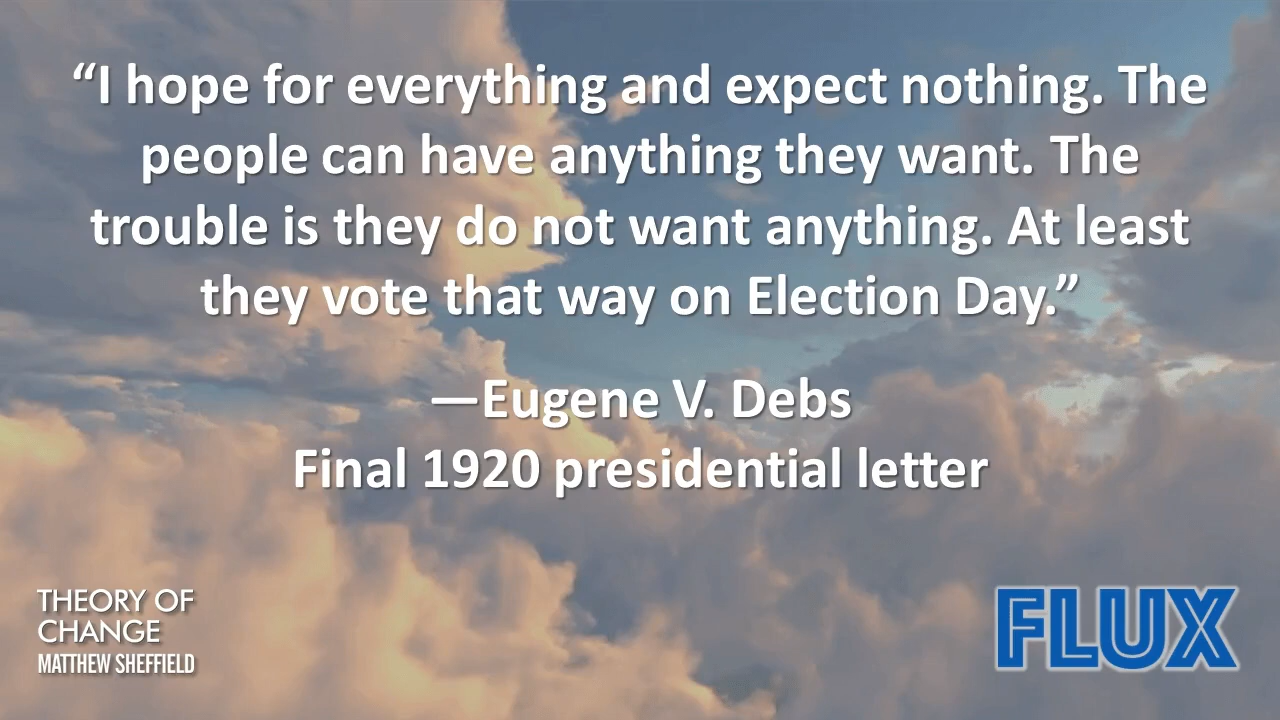 “I hope for everything and expect nothing. The
people can have anything they want. The
trouble is they do not want anything. At least
they vote that way on Election Day.”
—Eugene V. Debs
Final 1920 presidential letter
THEORY OF
CHANGE
MATTHEW SHEFFIELD
FLUX